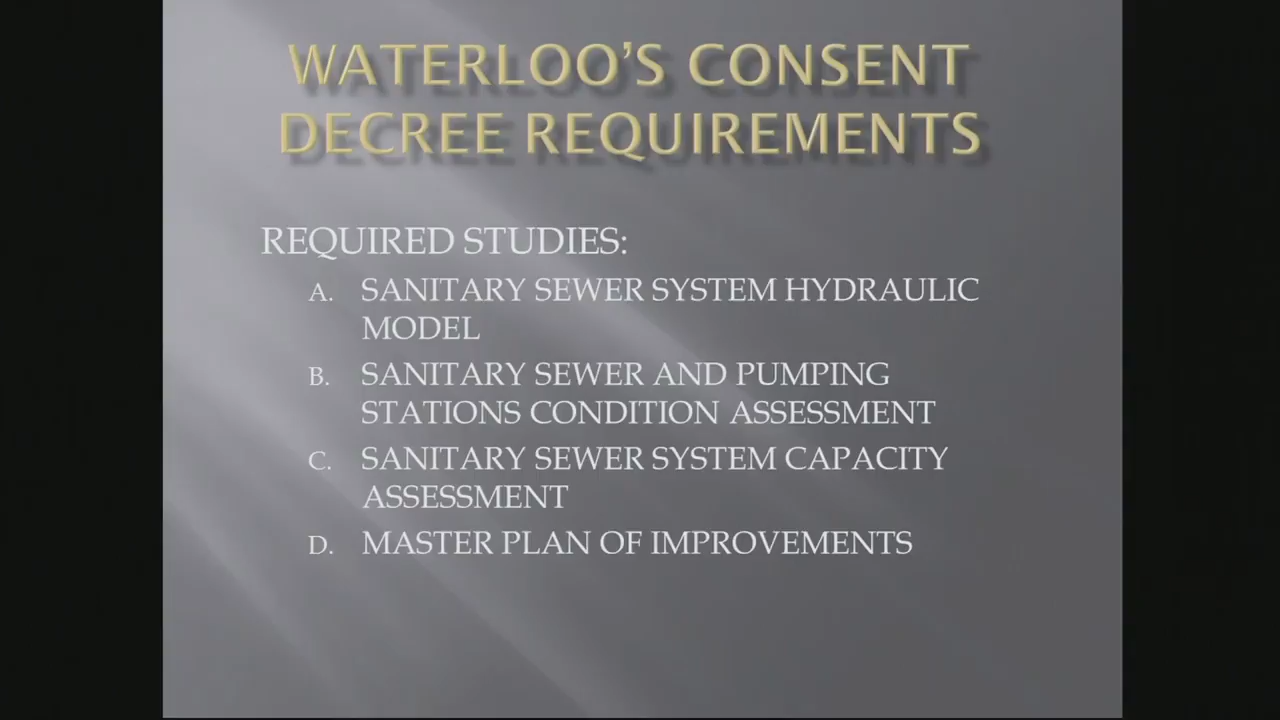 WATERLOO’S CONSENT
DECREE REQUIREMENTS
REQUIRED STUDIES:
A. SANITARY SEWER SYSTEM HYDRAULIC
MODEL
B. SANITARY SEWER AND PUMPING
STATIONS CONDITION ASSESSMENT
C. SANITARY SEWER SYSTEM CAPACITY
ASSESSMENT
D. MASTER PLAN OF IMPROVEMENTS